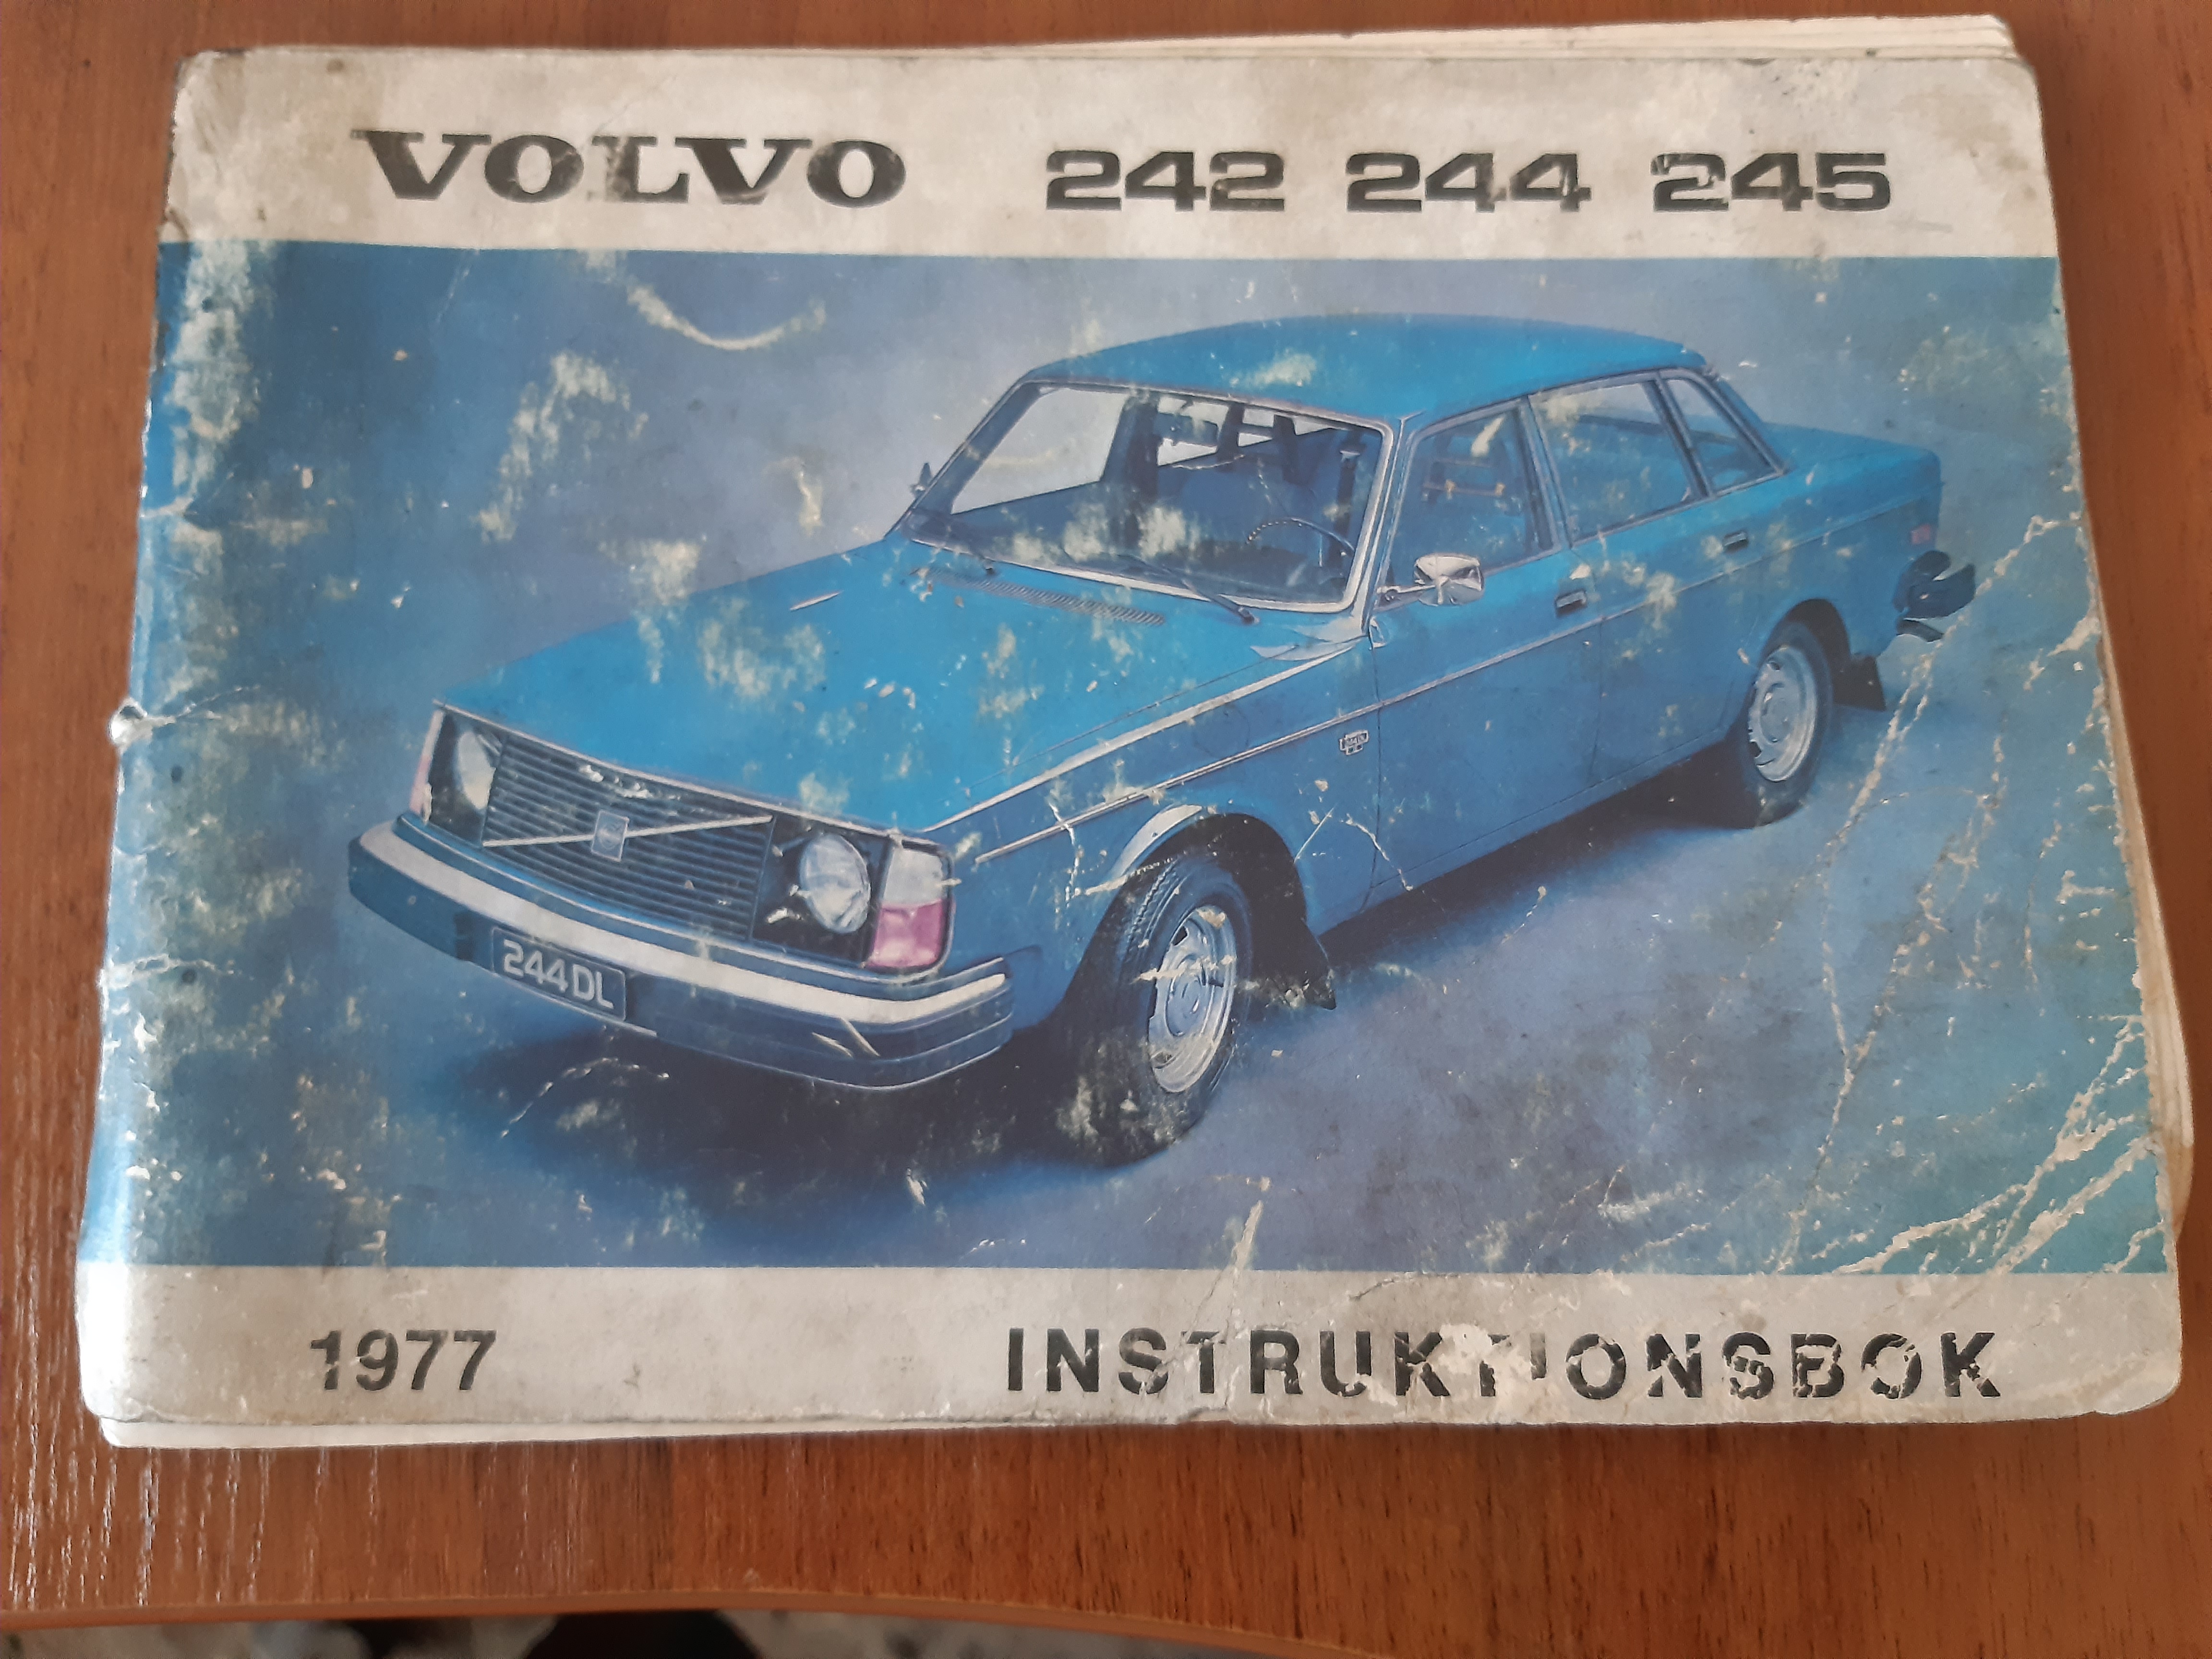 VOLVO 242 244 245
244DL
1977 INSTRUKTIONSBOK